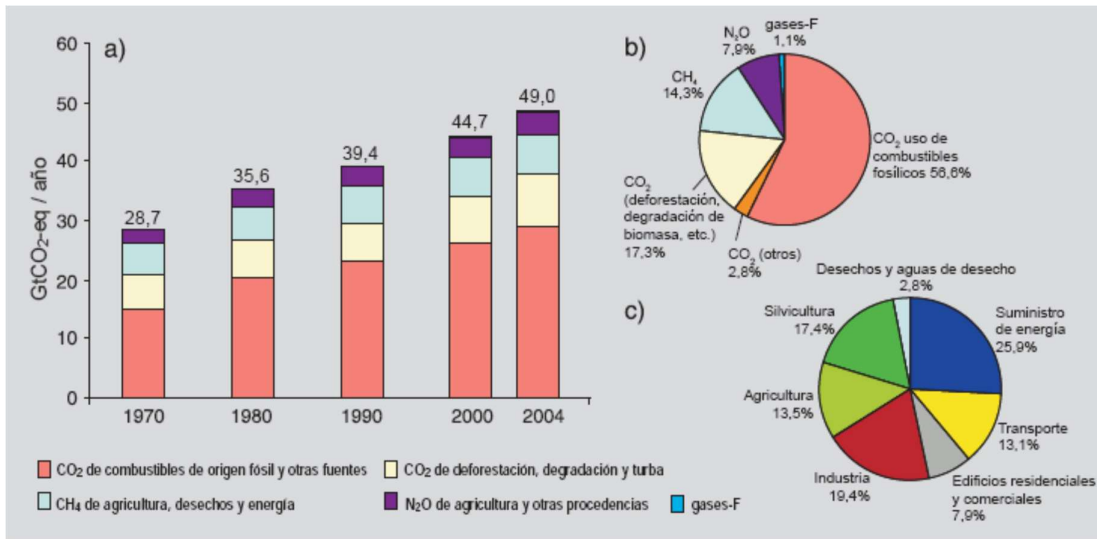 a)
GtCO₂-eq / año
60
50
40
30
20
10
0
28,7
35,6
39,4
44,7
49,0
1970
1980
1990
2000
2004
CO₂ de combustibles de origen fósil y otras fuentes
CO₂ de deforestación, degradación y turba
CH₄ de agricultura, desechos y energía
N₂O de agricultura y otras procedencias
gases-F
b)
gases-F
1,1%
N₂O
7,9%
CH₄
14,3%
CO₂
(deforestación,
degradación de
biomasa, etc.)
17,3%
CO₂ (otros)
2,8%
CO₂ uso de
combustibles
fosílicos 56,6%
c)
Desechos y aguas de desecho
2,8%
Silvicultura
17,4%
Agricultura
13,5%
Industria
19,4%
Suministro
de energía
25,9%
Transporte
13,1%
Edificios residenciales
y comerciales
7,9%